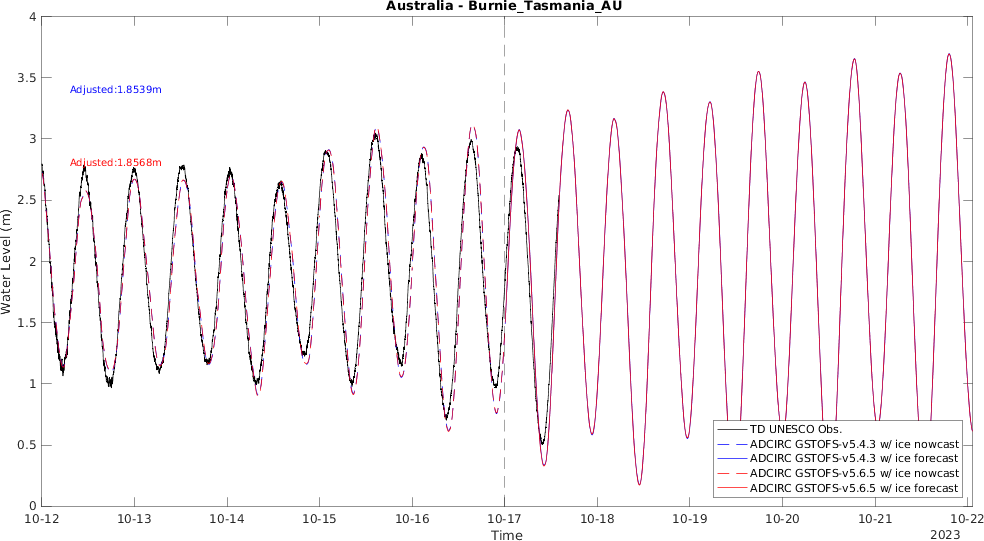 Australia - Burnie_Tasmania_AU
4
3.5
3
2.5
2
1.5
1
0.5
0
Water Level (m)
Adjusted:1.8539m
Adjusted:1.8568m
TD UNESCO Obs.
ADCIRC GSTOFS-v5.4.3 w/ ice nowcast
ADCIRC GSTOFS-v5.4.3 w/ ice forecast
ADCIRC GSTOFS-v5.6.5 w/ ice nowcast
ADCIRC GSTOFS-v5.6.5 w/ ice forecast
10-12 10-13 10-14 10-15 10-16 10-17 10-18 10-19 10-20 10-21 10-22
Time
2023